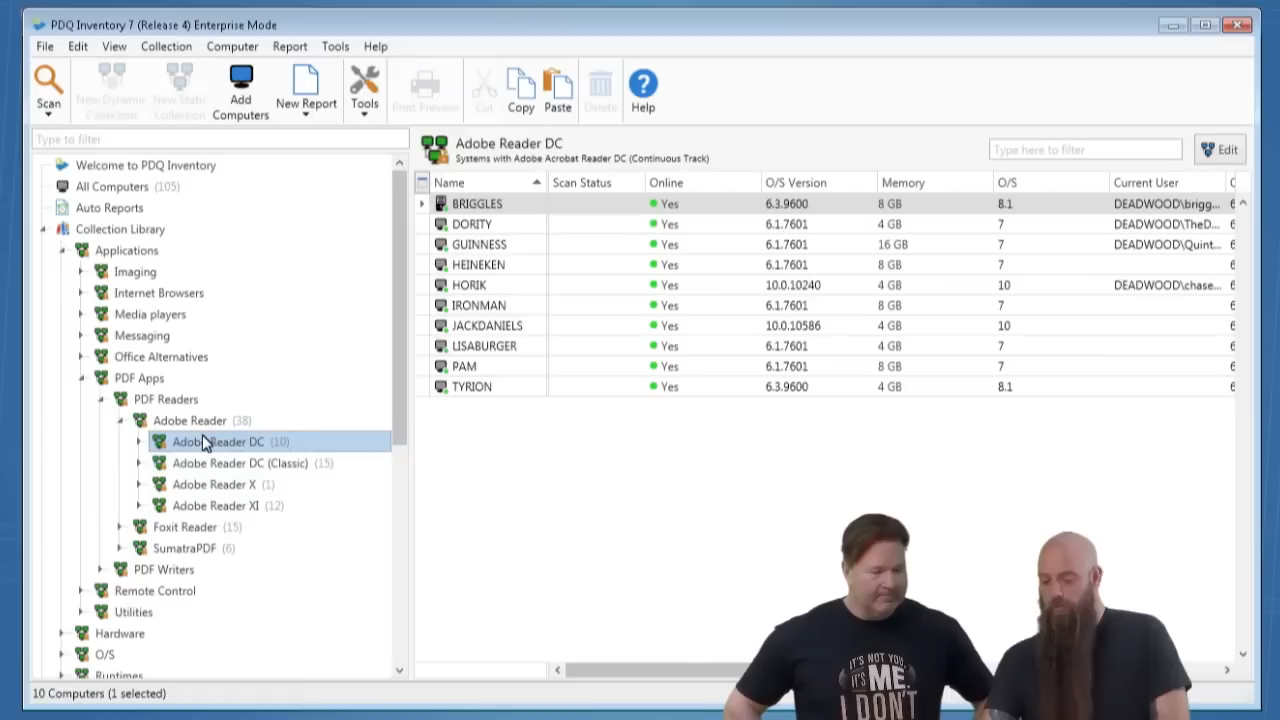 PDQ Inventory 7 (Release 4) Enterprise Mode
File Edit View Collection Computer Report Tools Help
Scan New Dynamic Collection New Static Collection Add Computers New Report Tools Print Preview Cut Copy Paste Delete Help
Type to filter
Welcome to PDQ Inventory
All Computers (105)
Auto Reports
Collection Library
Applications
Imaging
Internet Browsers
Media players
Messaging
Office Alternatives
PDF Apps
PDF Readers
Adobe Reader (38)
Adobe Reader DC (10)
Adobe Reader DC (Classic) (15)
Adobe Reader X (1)
Adobe Reader XI (12)
Foxit Reader (15)
SumatraPDF (6)
PDF Writers
Remote Control
Utilities
Hardware
O/S
Runtimes
10 Computers (1 selected)
Adobe Reader DC
Systems with Adobe Acrobat Reader DC (Continuous Track)
Type here to filter
Edit
Name Scan Status Online O/S Version Memory O/S Current User
BRIGGLES Yes 6.3.9600 8 GB 8.1 DEADWOOD\brigg...
DORITY Yes 6.1.7601 4 GB 7 DEADWOOD\TheD...
GUINNESS Yes 6.1.7601 16 GB 7 DEADWOOD\Quint...
HEINEKEN Yes 6.1.7601 8 GB 7
HORIK Yes 10.0.10240 4 GB 10 DEADWOOD\chase...
IRONMAN Yes 6.1.7601 8 GB 7
JACKDANIELS Yes 10.0.10586 4 GB 10
LISABURGER Yes 6.1.7601 4 GB 7
PAM Yes 6.1.7601 8 GB 7
TYRION Yes 6.3.9600 4 GB 8.1
IT'S NOT YOU,
IT'S ME.
I DON'T